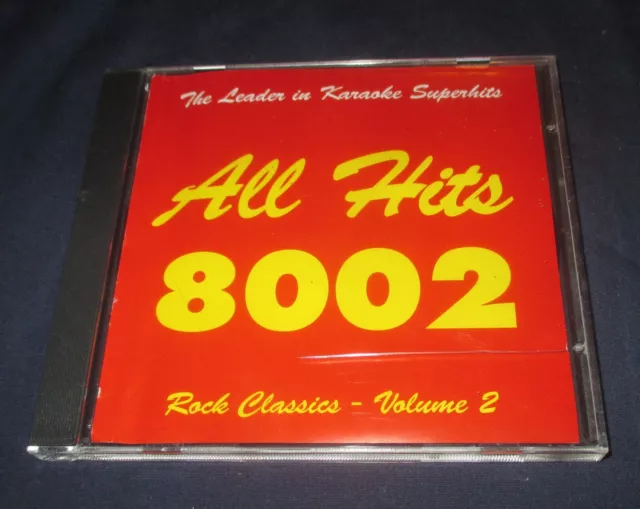 The Leader in Karaoke Superhits
All Hits
8002
Rock Classics - Volume 2